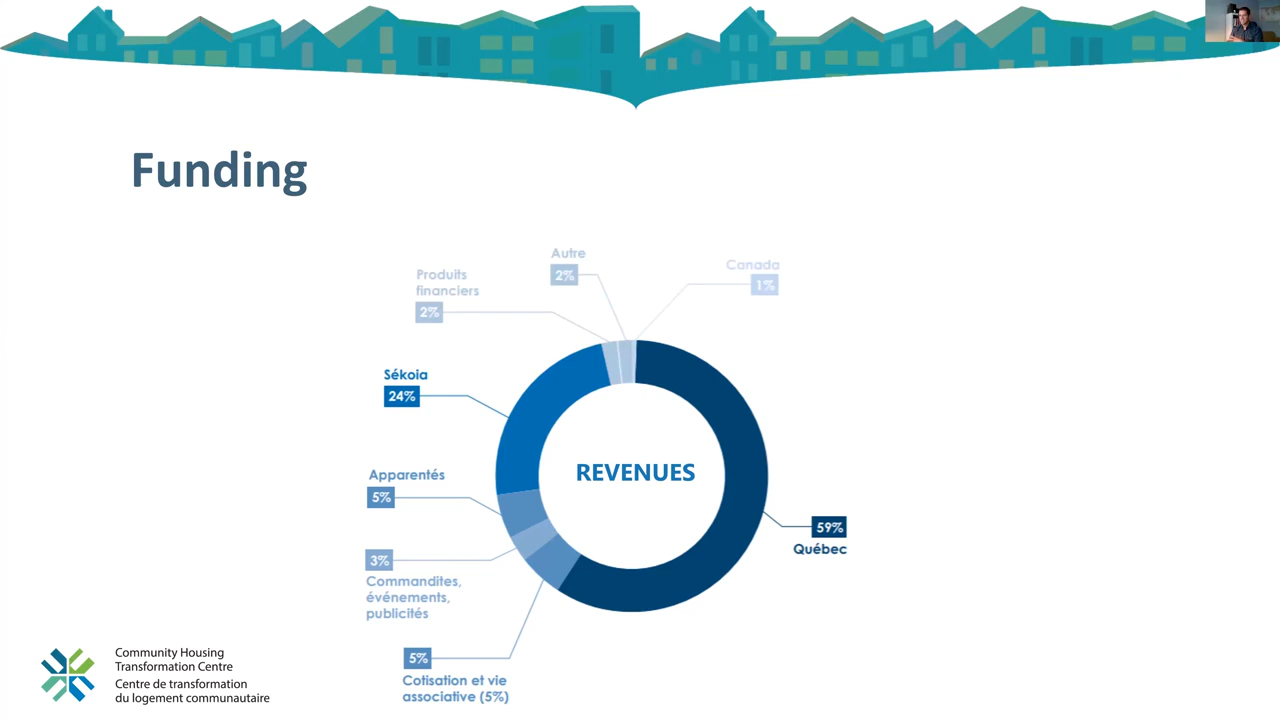 Funding
Autre
2%
Canada
1%
Produits
financiers
2%
Sékoia
24%
REVENUES
Apparentés
5%
59%
Québec
3%
Commandites,
événements,
publicités
5%
Cotisation et vie
associative (5%)
Community Housing
Transformation Centre
Centre de transformation
du logement communautaire